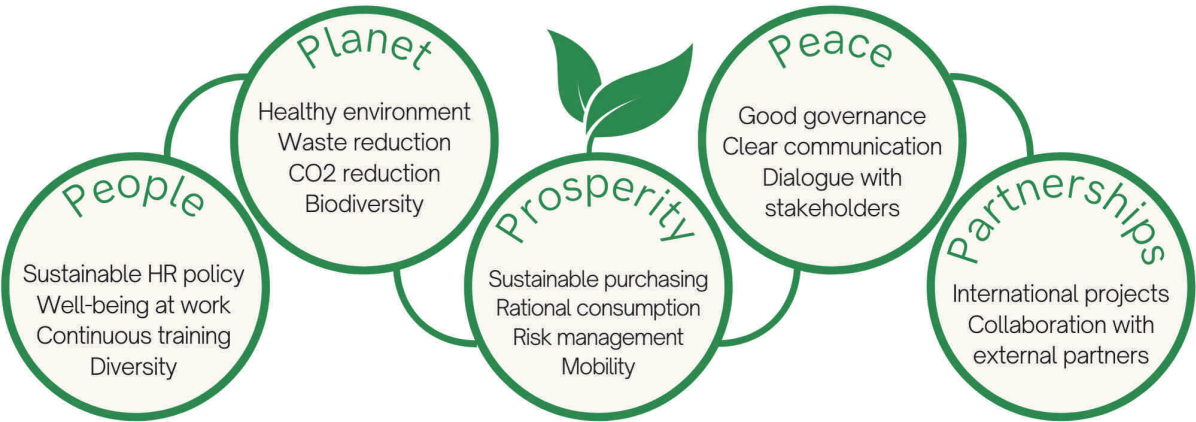 People
Sustainable HR policy
Well-being at work
Continuous training
Diversity
Planet
Healthy environment
Waste reduction
CO2 reduction
Biodiversity
Prosperity
Sustainable purchasing
Rational consumption
Risk management
Mobility
Peace
Good governance
Clear communication
Dialogue with
stakeholders
Partnerships
International projects
Collaboration with
external partners